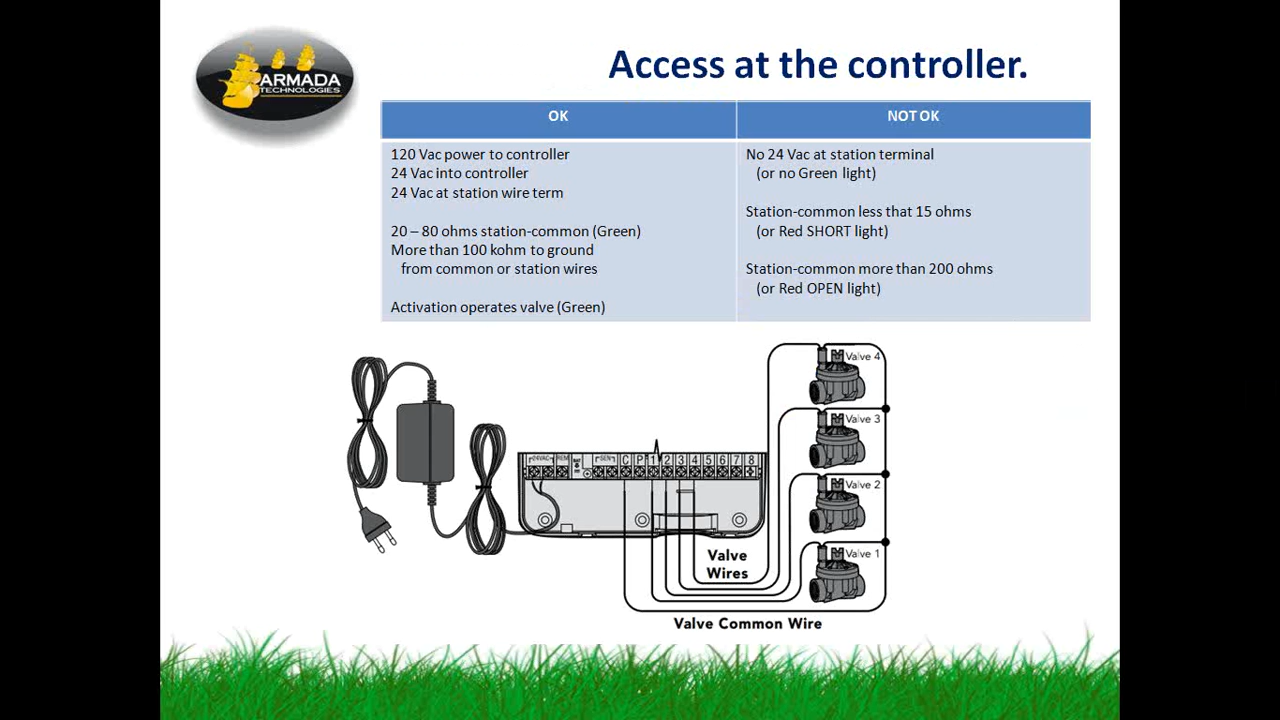 ARMADA
TECHNOLOGIES
Access at the controller.
OK
NOT OK
120 Vac power to controller
24 Vac into controller
24 Vac at station wire term
20 – 80 ohms station-common (Green)
More than 100 kohm to ground
from common or station wires
Activation operates valve (Green)
No 24 Vac at station terminal
(or no Green light)
Station-common less that 15 ohms
(or Red SHORT light)
Station-common more than 200 ohms
(or Red OPEN light)
24VAC REM SEN C P 1 2 3 4 5 6 7 8
Valve 4
Valve 3
Valve 2
Valve 1
Valve
Wires
Valve Common Wire